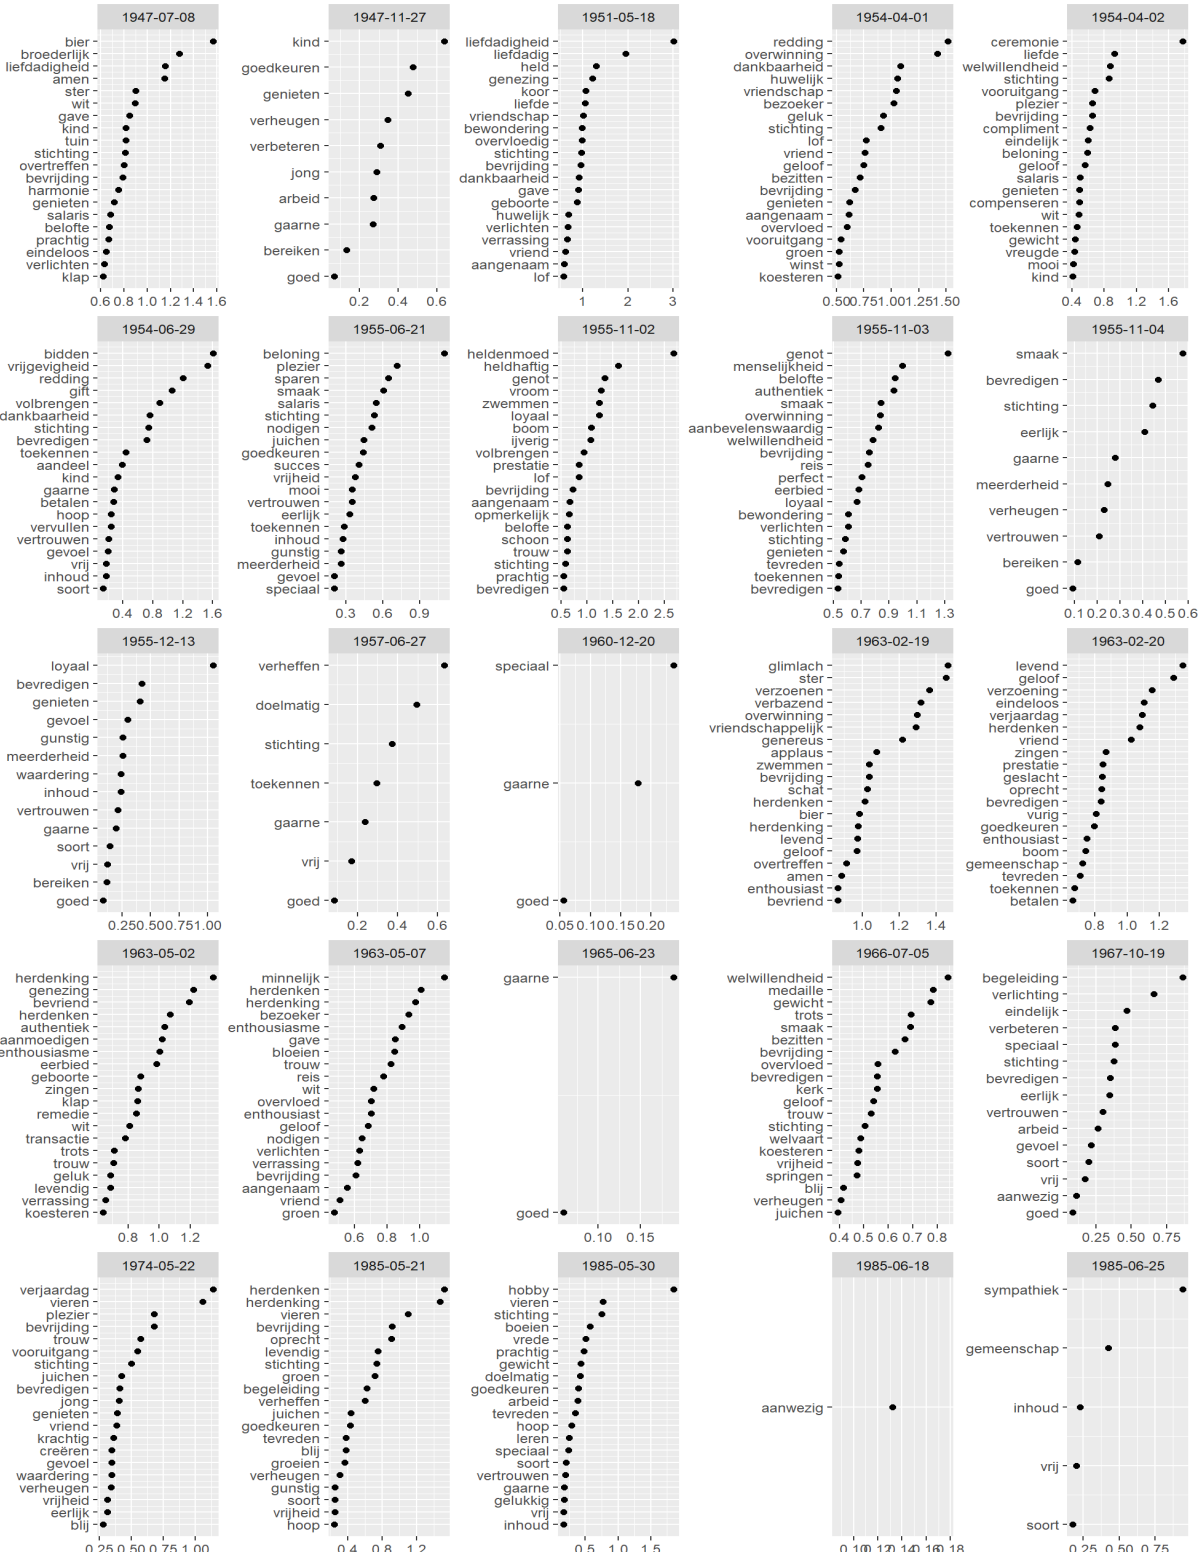 1947-07-08
bier
broederlijk
liefdadigheid
amen
ster
wit
gave
kind
tuin
stichting
overtreffen
bevrijding
harmonie
genieten
salaris
belofte
prachtig
eindeloos
verlichten
klap
0.6 0.8 1.0 1.2 1.4 1.6
1947-11-27
kind
goedkeuren
genieten
verheugen
verbeteren
jong
arbeid
gaarne
bereiken
goed
0.2 0.4 0.6
1951-05-18
liefdadigheid
liefdadig
held
genezing
koor
liefde
vriendschap
bewondering
overvloedig
stichting
bevrijding
dankbaarheid
gave
geboorte
huwelijk
verlichten
verrassing
vriend
aangenaam
lof
1 2 3
1954-04-01
redding
overwinning
dankbaarheid
huwelijk
vriendschap
bezoeker
geluk
stichting
lof
vriend
geloof
bezitten
bevrijding
genieten
aangenaam
overvloed
vooruitgang
groen
winst
koesteren
0.50 0.75 1.00 1.25 1.50
1954-04-02
ceremonie
liefde
welwillendheid
stichting
vooruitgang
plezier
bevrijding
compliment
eindelijk
beloning
geloof
salaris
genieten
compenseren
wit
toekennen
gewicht
vreugde
mooi
kind
0.4 0.8 1.2 1.6
1954-06-29
bidden
vrijgevigheid
redding
gift
volbrengen
dankbaarheid
stichting
bevredigen
toekennen
aandeel
kind
gaarne
betalen
hoop
vervullen
vertrouwen
gevoel
vrij
inhoud
soort
0.4 0.8 1.2 1.6
1955-06-21
beloning
plezier
sparen
smaak
salaris
stichting
nodigen
juichen
goedkeuren
succes
vrijheid
mooi
vertrouwen
eerlijk
toekennen
inhoud
gunstig
meerderheid
gevoel
speciaal
0.3 0.6 0.9
1955-11-02
heldenmoed
heldhaftig
genot
vroom
zwemmen
loyaal
boom
ijverig
volbrengen
prestatie
lof
bevrijding
aangenaam
opmerkelijk
belofte
schoon
trouw
stichting
prachtig
bevredigen
0.5 1.0 1.5 2.0 2.5
1955-11-03
genot
menselijkheid
belofte
authentiek
smaak
overwinning
aanbevelenswaardig
welwillendheid
bevrijding
reis
perfect
eerbied
loyaal
bewondering
verlichten
stichting
genieten
tevreden
toekennen
bevredigen
0.5 0.7 0.9 1.1 1.3
1955-11-04
smaak
bevredigen
stichting
eerlijk
gaarne
meerderheid
verheugen
vertrouwen
bereiken
goed
0.1 0.2 0.3 0.4 0.5 0.6
1955-12-13
loyaal
bevredigen
genieten
gevoel
gunstig
meerderheid
waardering
inhoud
vertrouwen
gaarne
soort
vrij
bereiken
goed
0.25 0.50 0.75 1.00
1957-06-27
verheffen
doelmatig
stichting
toekennen
gaarne
vrij
goed
0.2 0.4 0.6
1960-12-20
speciaal
gaarne
goed
0.05 0.10 0.15 0.20
1963-02-19
glimlach
ster
verzoenen
verbazend
overwinning
vriendschappelijk
genereus
applaus
zwemmen
bevrijding
schat
herdenken
bier
herdenking
levend
geloof
overtreffen
amen
enthousiast
bevriend
1.0 1.2 1.4
1963-02-20
levend
geloof
verzoening
eindeloos
verjaardag
herdenken
vriend
zingen
prestatie
geslacht
oprecht
bevredigen
vurig
goedkeuren
enthousiast
boom
gemeenschap
tevreden
toekennen
betalen
0.8 1.0 1.2
1963-05-02
herdenking
genezing
bevriend
herdenken
authentiek
aanmoedigen
enthousiasme
eerbied
geboorte
zingen
klap
remedie
wit
transactie
trots
trouw
geluk
levendig
verrassing
koesteren
0.8 1.0 1.2
1963-05-07
minnelijk
herdenken
herdenking
bezoeker
enthousiasme
gave
bloeien
trouw
reis
wit
overvloed
enthousiast
geloof
nodigen
verlichten
verrassing
bevrijding
aangenaam
vriend
groen
0.6 0.8 1.0
1965-06-23
gaarne
goed
0.10 0.15
1966-07-05
welwillendheid
medaille
gewicht
trots
smaak
bezitten
bevrijding
overvloed
bevredigen
kerk
geloof
trouw
stichting
welvaart
koesteren
vrijheid
springen
blij
verheugen
juichen
0.4 0.5 0.6 0.7 0.8
1967-10-19
begeleiding
verlichting
eindelijk
verbeteren
speciaal
stichting
bevredigen
eerlijk
vertrouwen
arbeid
gevoel
soort
vrij
aanwezig
goed
0.25 0.50 0.75
1974-05-22
verjaardag
vieren
plezier
bevrijding
trouw
vooruitgang
stichting
juichen
bevredigen
jong
genieten
vriend
krachtig
creëren
gevoel
waardering
verheugen
vrijheid
eerlijk
blij
0.25 0.50 0.75 1.00
1985-05-21
herdenken
herdenking
vieren
bevrijding
oprecht
levendig
stichting
groen
begeleiding
verheffen
juichen
goedkeuren
tevreden
blij
groeien
verheugen
gunstig
soort
vrijheid
hoop
0.4 0.8 1.2
1985-05-30
hobby
vieren
stichting
boeien
vrede
prachtig
gewicht
doelmatig
goedkeuren
arbeid
tevreden
hoop
leren
speciaal
soort
vertrouwen
gaarne
gelukkig
vrij
inhoud
0.5 1.0 1.5
1985-06-18
aanwezig
0.10 0.12 0.14 0.16 0.18
1985-06-25
sympathiek
gemeenschap
inhoud
vrij
soort
0.25 0.50 0.75